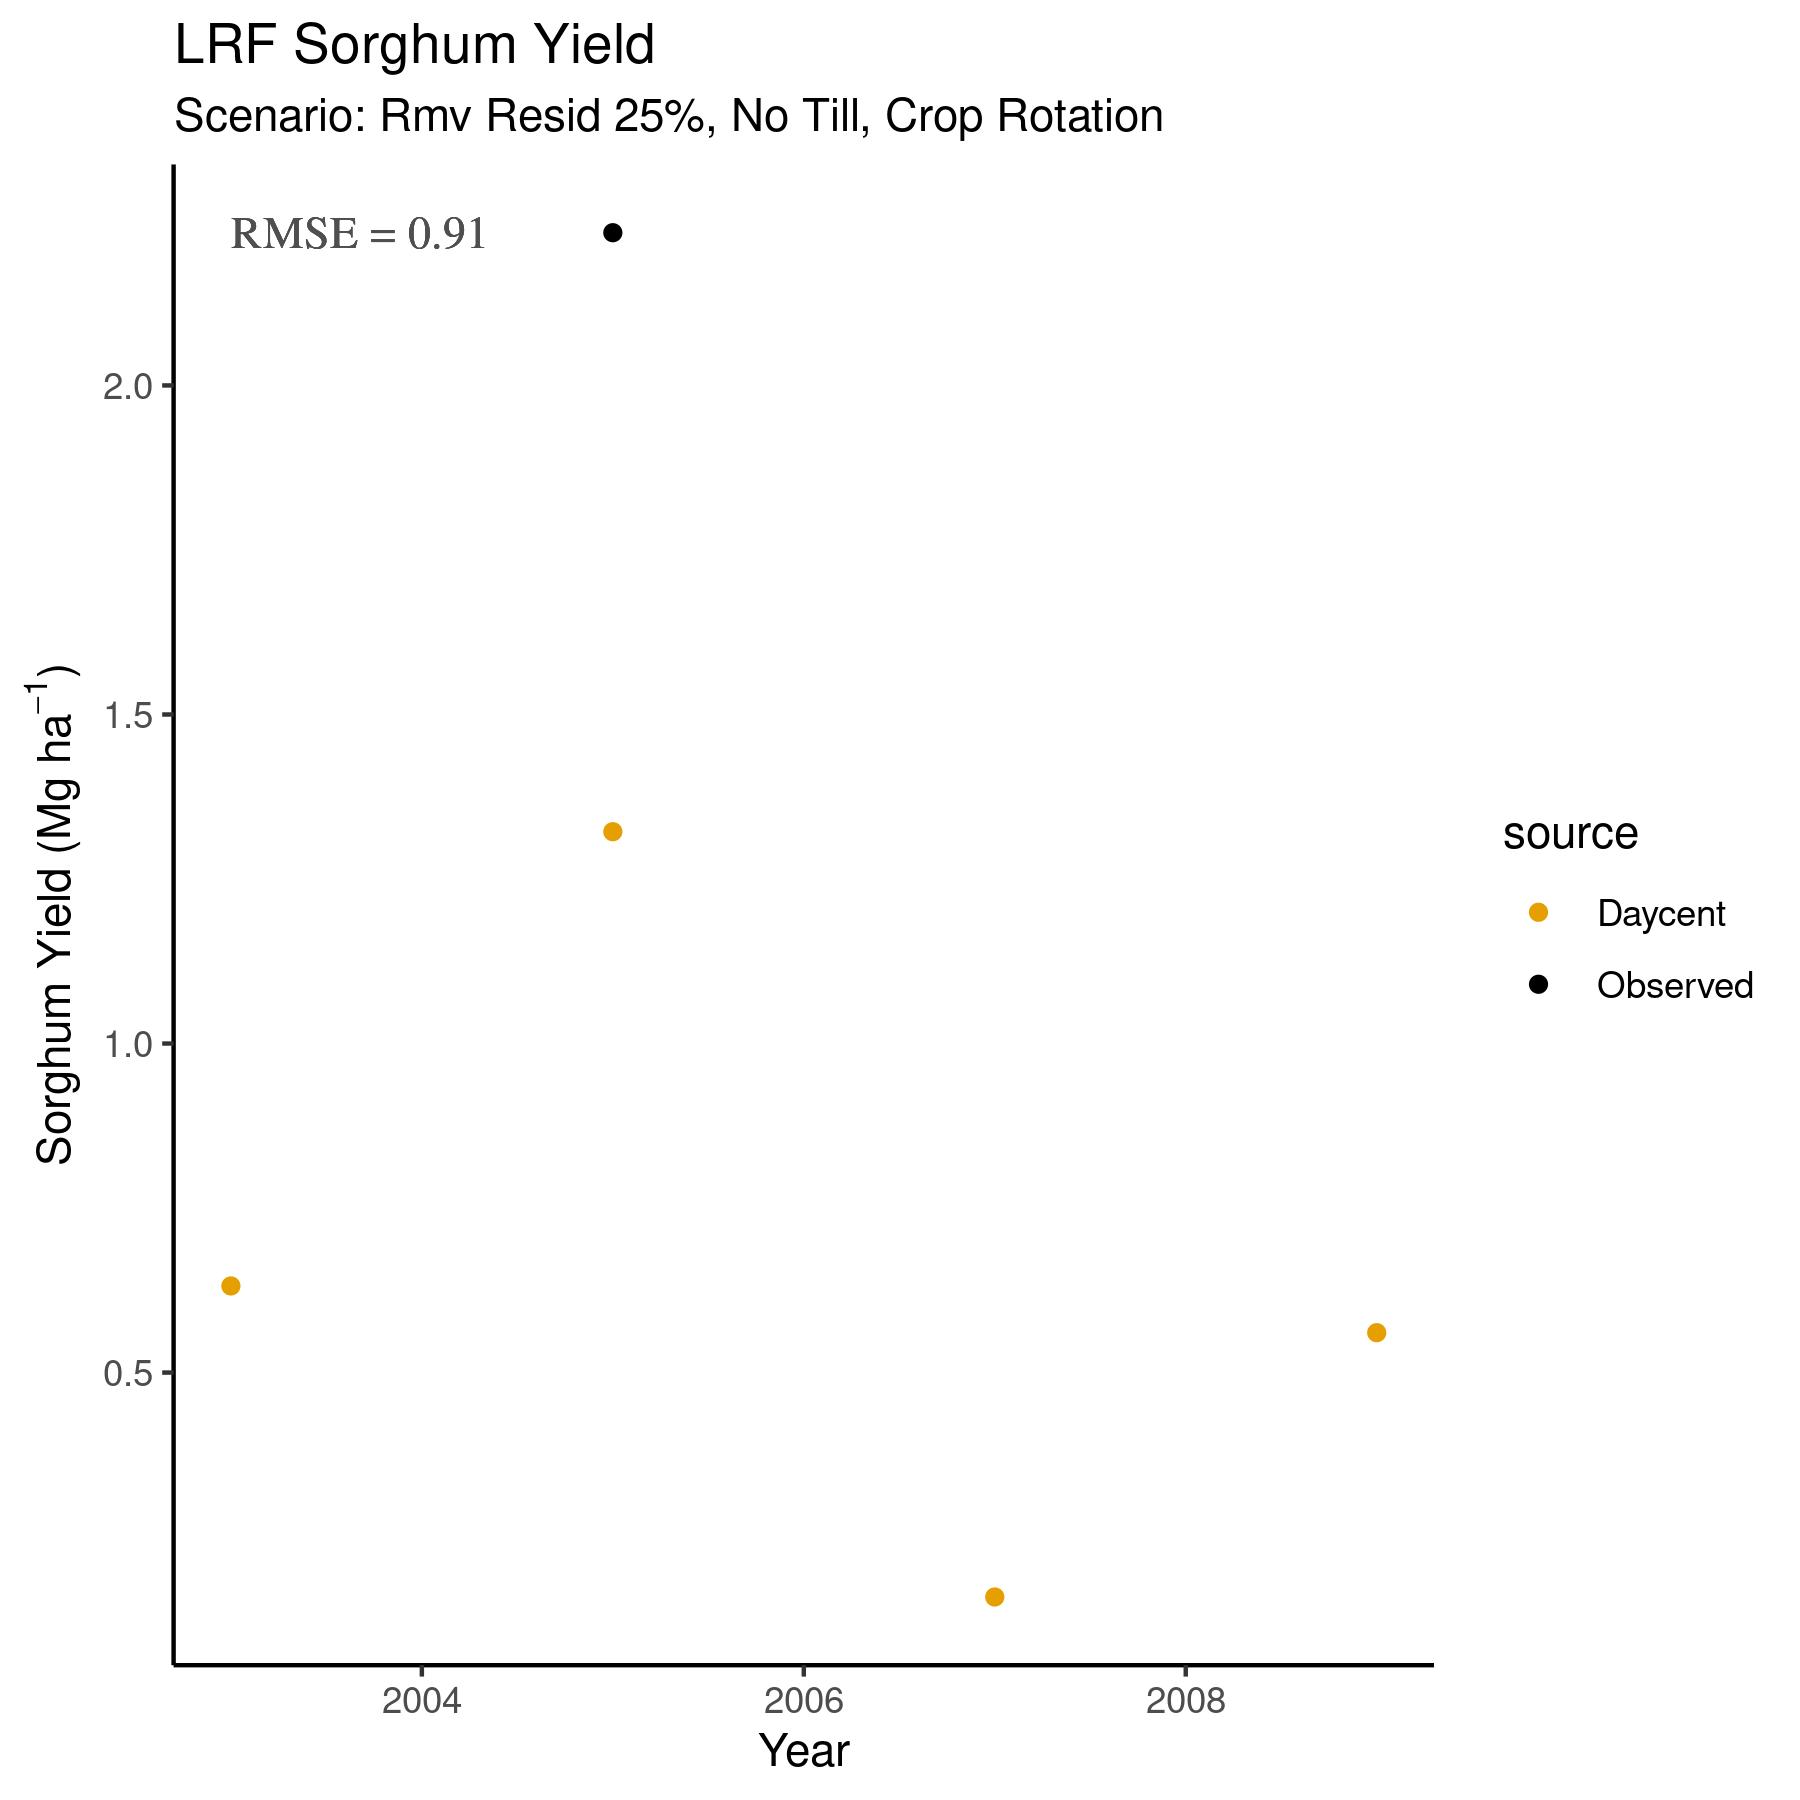 LRF Sorghum Yield
Scenario: Rmv Resid 25%, No Till, Crop Rotation
RMSE = 0.91
2.0
1.5
1.0
0.5
Sorghum Yield (Mg ha⁻¹)
2004
2006
2008
Year
source
Daycent
Observed